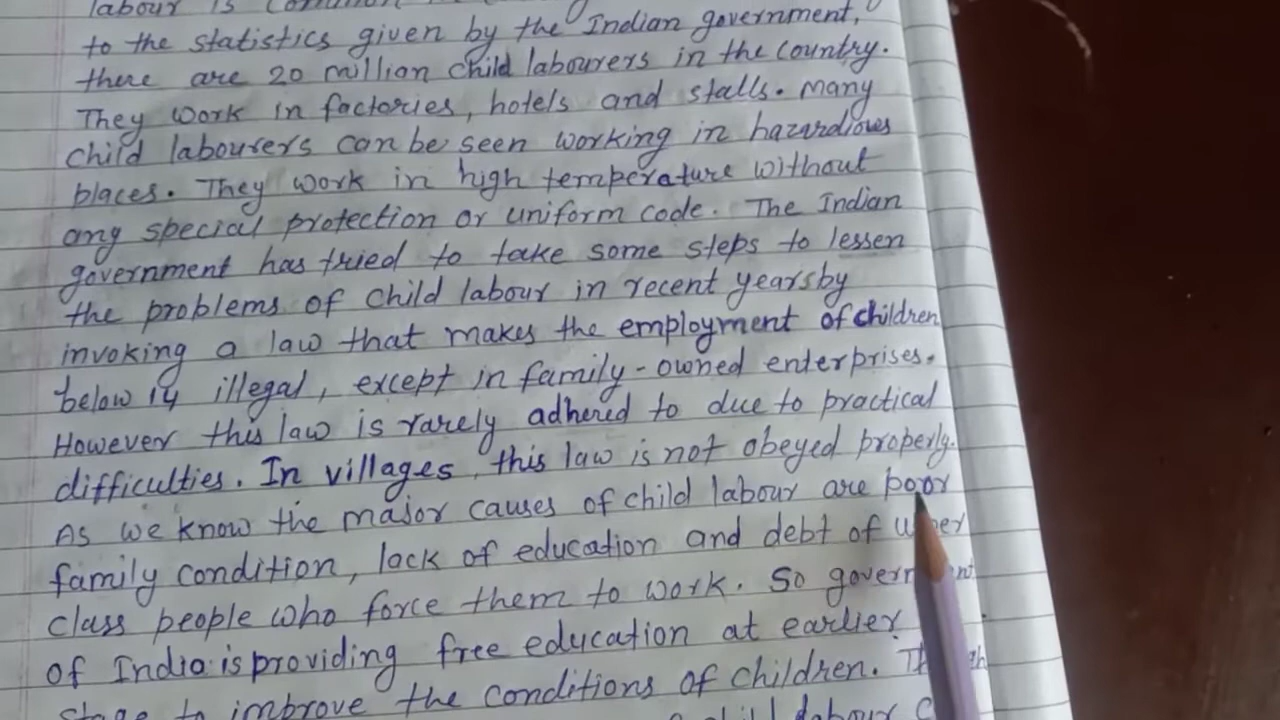 labour is common
to the statistics given by the Indian government,
there are 20 million child labourers in the country.
They work in factories, hotels and stalls. Many
child labourers can be seen working in hazardious
places. They work in high temperature without
any special protection or uniform code. The Indian
government has tried to take some steps to lessen
the problems of child labour in recent years by
invoking a law that makes the employment of children
below 14 illegal, except in family-owned enterprises.
However this law is rarely adhered to due to practical
difficulties. In villages, this law is not obeyed properly.
As we know the major causes of child labour are poor
family condition, lack of education and debt of
class people who force them to work. So government
of India is providing free education at earlier
stage to improve the conditions of children.
child labour